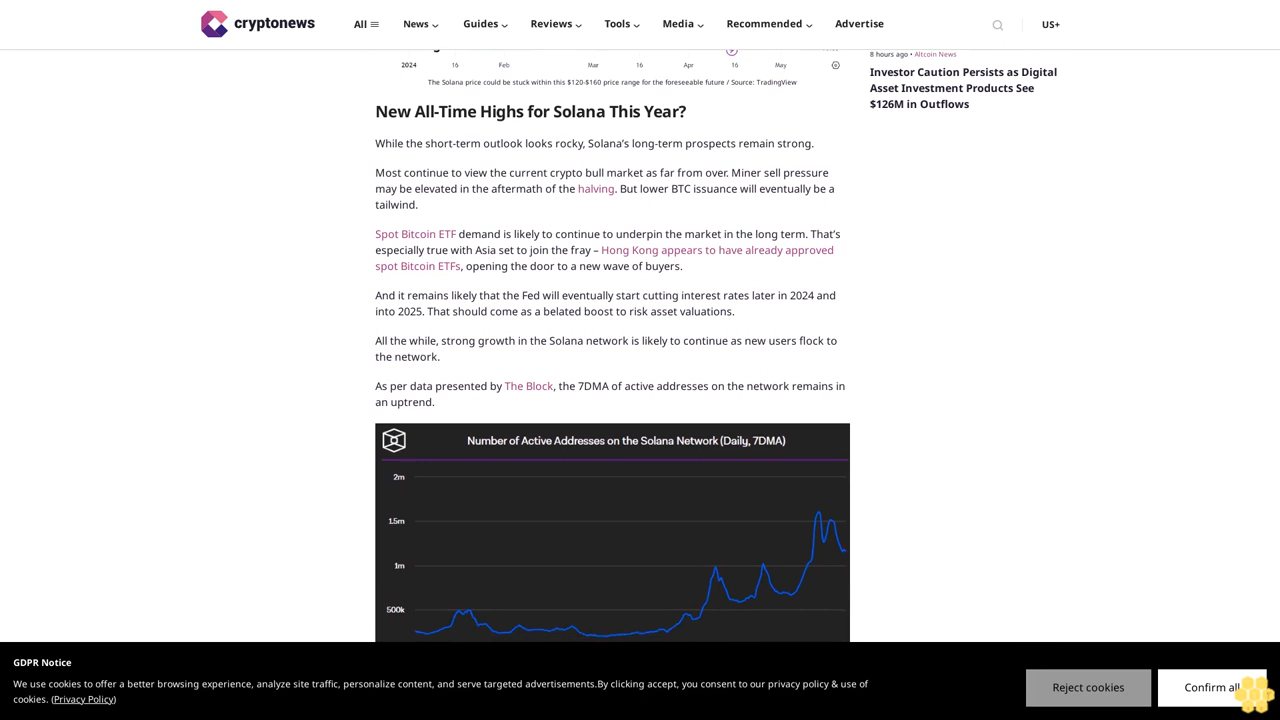 cryptonews
All
News
Guides
Reviews
Tools
Media
Recommended
Advertise
US+
2024 16 Feb Mar 16 Apr 16 May
The Solana price could be stuck within this $120-$160 price range for the foreseeable future / Source: TradingView
8 hours ago • Altcoin News
Investor Caution Persists as Digital
Asset Investment Products See
$126M in Outflows
New All-Time Highs for Solana This Year?
While the short-term outlook looks rocky, Solana’s long-term prospects remain strong.
Most continue to view the current crypto bull market as far from over. Miner sell pressure
may be elevated in the aftermath of the halving. But lower BTC issuance will eventually be a
tailwind.
Spot Bitcoin ETF demand is likely to continue to underpin the market in the long term. That’s
especially true with Asia set to join the fray – Hong Kong appears to have already approved
spot Bitcoin ETFs, opening the door to a new wave of buyers.
And it remains likely that the Fed will eventually start cutting interest rates later in 2024 and
into 2025. That should come as a belated boost to risk asset valuations.
All the while, strong growth in the Solana network is likely to continue as new users flock to
the network.
As per data presented by The Block, the 7DMA of active addresses on the network remains in
an uptrend.
Number of Active Addresses on the Solana Network (Daily, 7DMA)
2m
1.5m
1m
500k
GDPR Notice
We use cookies to offer a better browsing experience, analyze site traffic, personalize content, and serve targeted advertisements.By clicking accept, you consent to our privacy policy & use of
cookies. (Privacy Policy)
Reject cookies
Confirm all